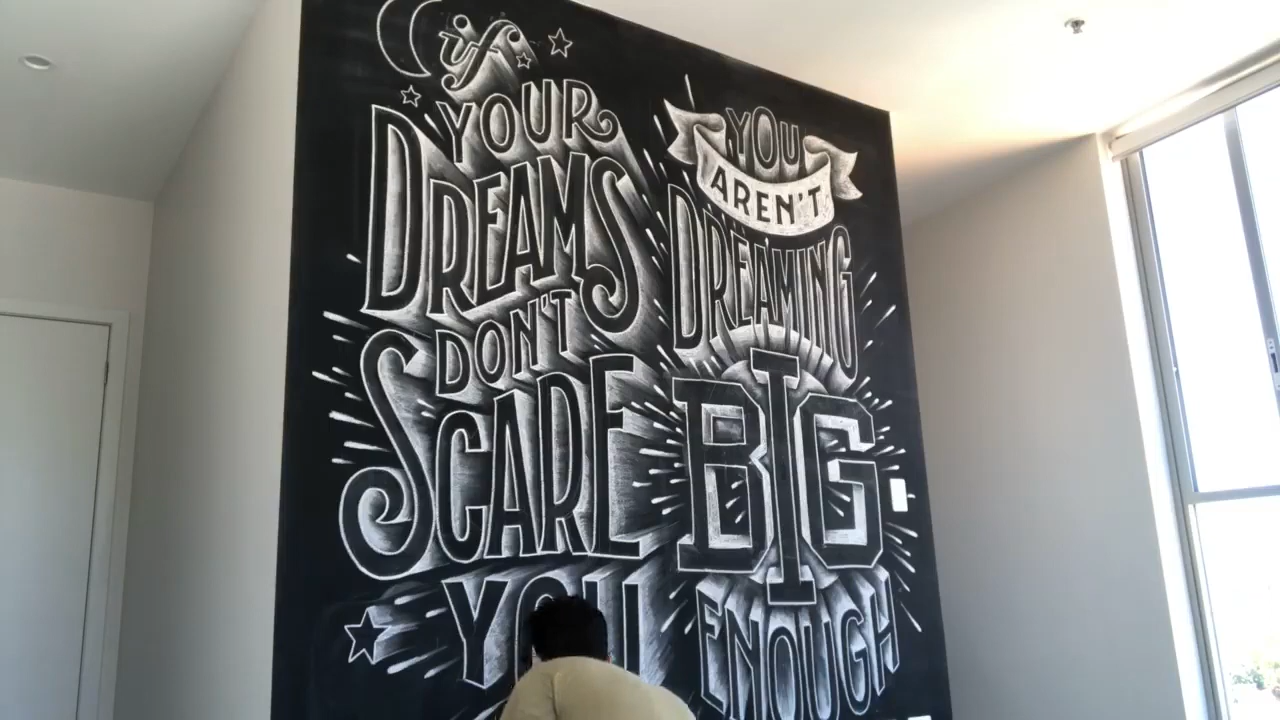 if
YOUR
DREAMS
DON'T
SCARE
YOU
YOU
AREN'T
DREAMING
BIG
ENOUGH